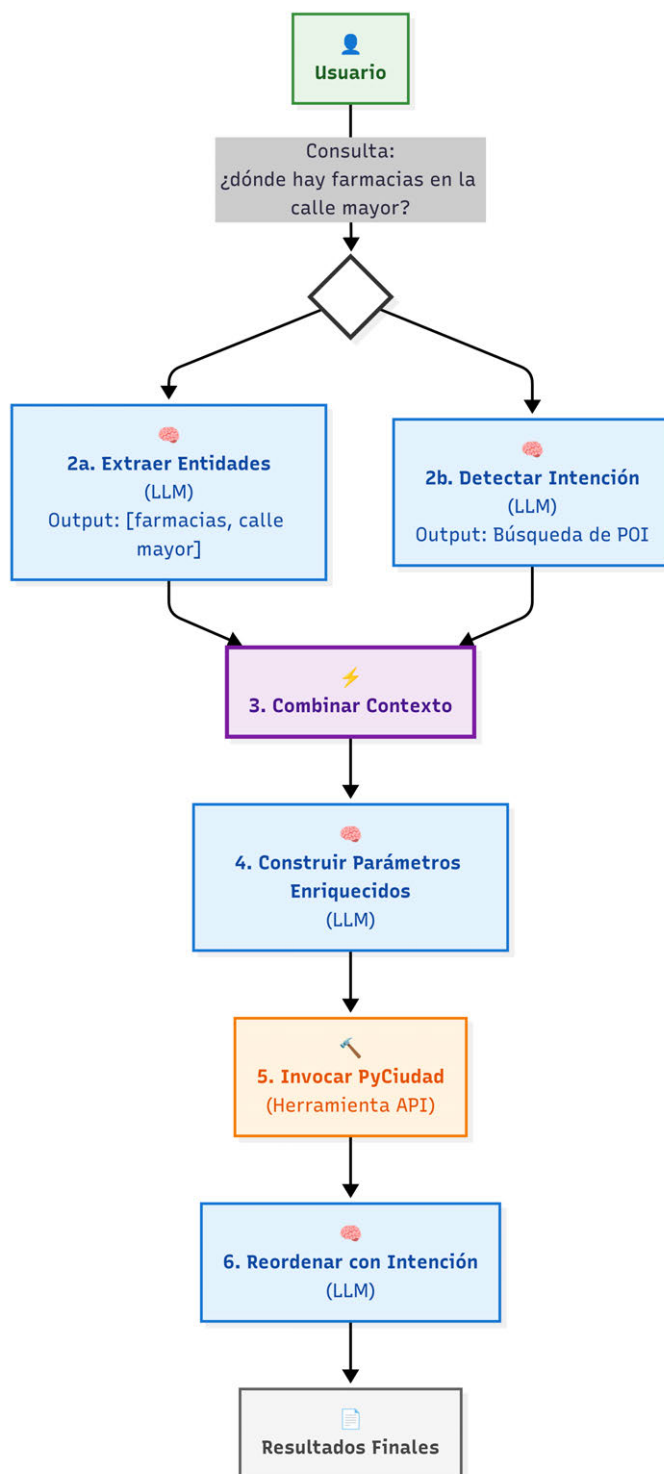 Usuario
Consulta:
¿dónde hay farmacias en la
calle mayor?
2a. Extraer Entidades
(LLM)
Output: [farmacias, calle
mayor]
2b. Detectar Intención
(LLM)
Output: Búsqueda de POI
3. Combinar Contexto
4. Construir Parámetros
Enriquecidos
(LLM)
5. Invocar PyCiudad
(Herramienta API)
6. Reordenar con Intención
(LLM)
Resultados Finales